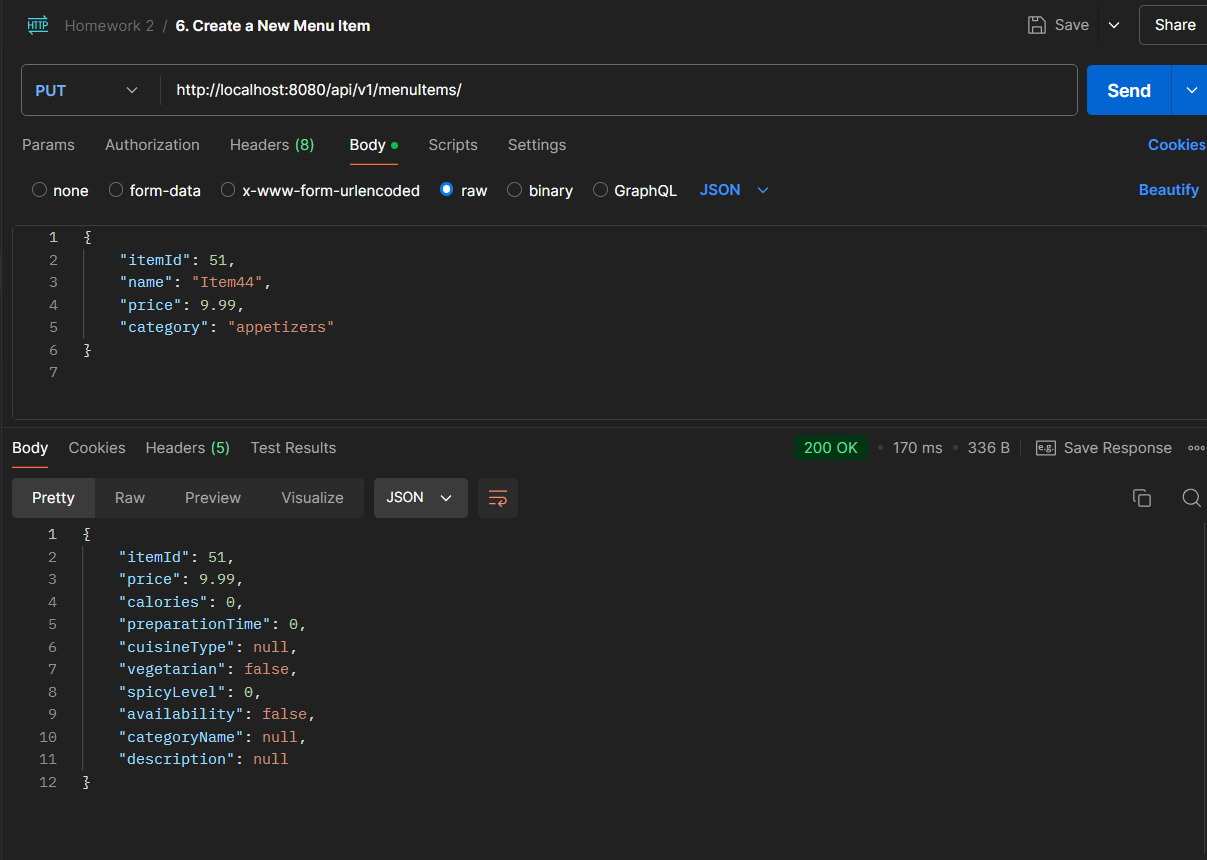 HTTP Homework 2 / 6. Create a New Menu Item Save Share
PUT http://localhost:8080/api/v1/menuItems/ Send
Params Authorization Headers (8) Body Scripts Settings Cookies
none form-data x-www-form-urlencoded raw binary GraphQL JSON Beautify
1 {
2 "itemId": 51,
3 "name": "Item44",
4 "price": 9.99,
5 "category": "appetizers"
6 }
7
Body Cookies Headers (5) Test Results 200 OK • 170 ms • 336 B e.g. Save Response
Pretty Raw Preview Visualize JSON
1 {
2 "itemId": 51,
3 "price": 9.99,
4 "calories": 0,
5 "preparationTime": 0,
6 "cuisineType": null,
7 "vegetarian": false,
8 "spicyLevel": 0,
9 "availability": false,
10 "categoryName": null,
11 "description": null
12 }